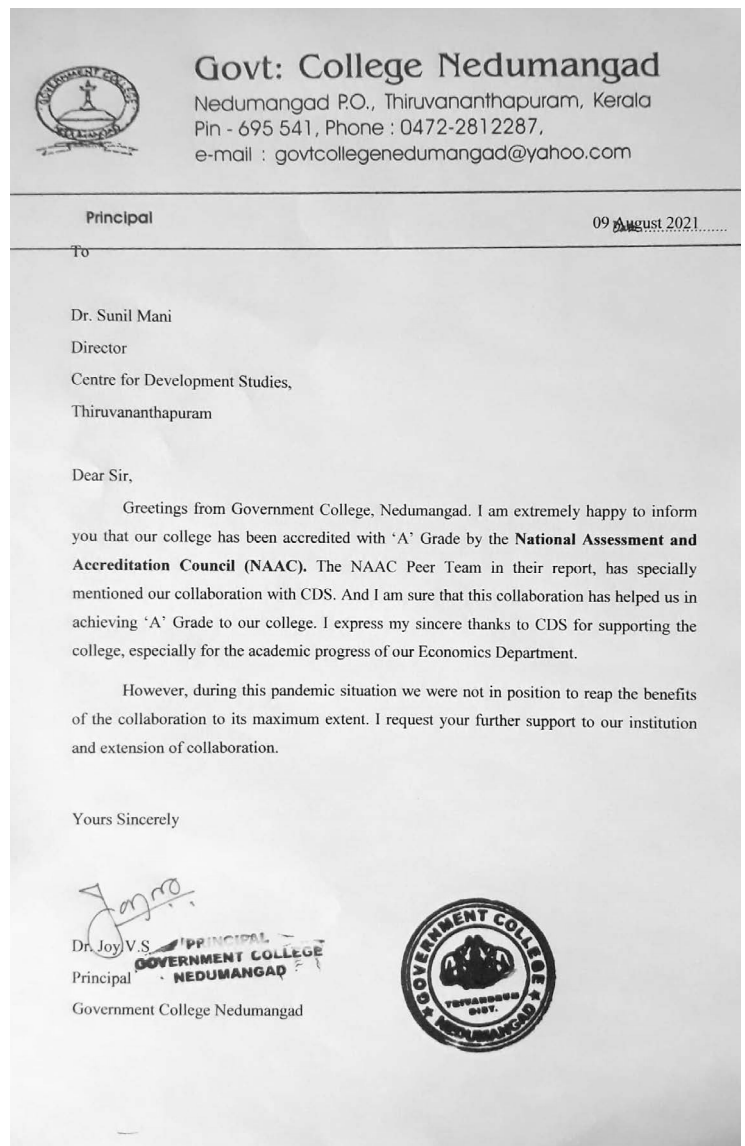 GOVERNMENT COLLEGE
NEDUMANGAD
Govt: College Nedumangad
Nedumangad P.O., Thiruvananthapuram, Kerala
Pin - 695 541, Phone : 0472-2812287,
e-mail : govtcollegenedumangad@yahoo.com
Principal
09 August 2021
To
Dr. Sunil Mani
Director
Centre for Development Studies,
Thiruvananthapuram
Dear Sir,
Greetings from Government College, Nedumangad. I am extremely happy to inform
you that our college has been accredited with ‘A’ Grade by the National Assessment and
Accreditation Council (NAAC). The NAAC Peer Team in their report, has specially
mentioned our collaboration with CDS. And I am sure that this collaboration has helped us in
achieving ‘A’ Grade to our college. I express my sincere thanks to CDS for supporting the
college, especially for the academic progress of our Economics Department.
However, during this pandemic situation we were not in position to reap the benefits
of the collaboration to its maximum extent. I request your further support to our institution
and extension of collaboration.
Yours Sincerely
Dr. Joy V.S
PRINCIPAL
GOVERNMENT COLLEGE
NEDUMANGAD
Principal
Government College Nedumangad
GOVERNMENT COLLEGE
TRIVANDRUM
DIST.
NEDUMANGAD